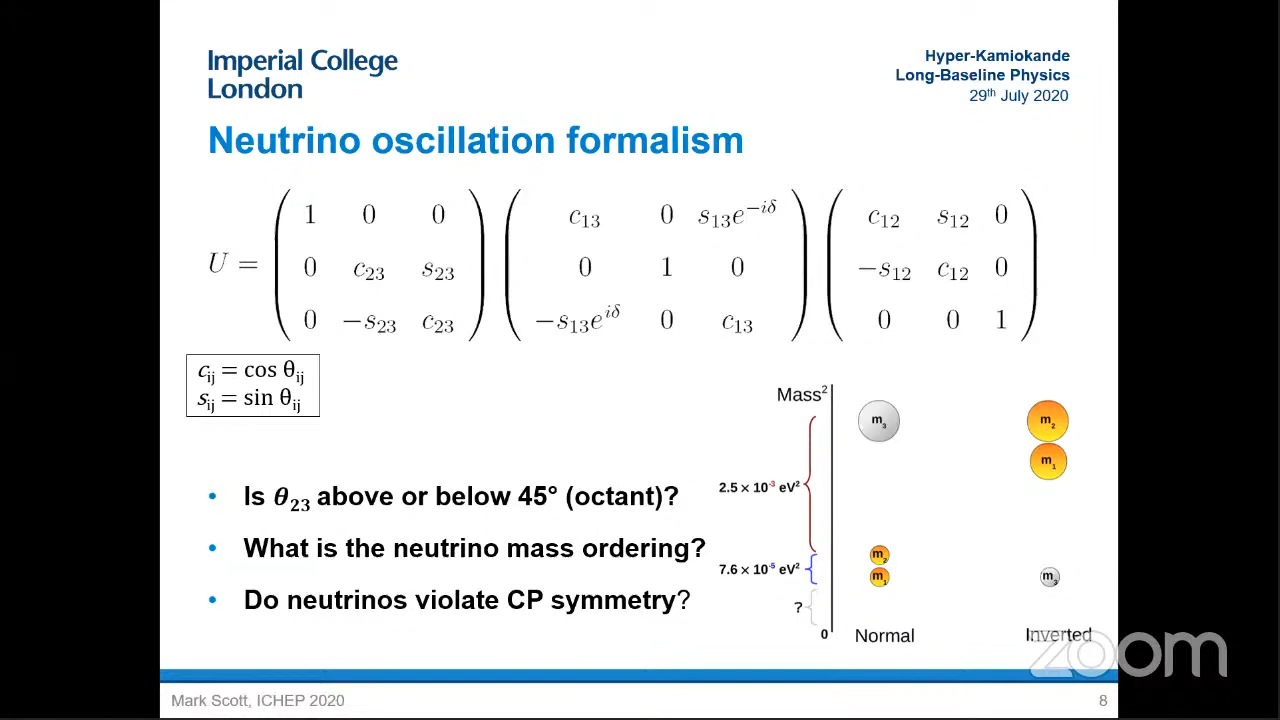 Imperial College
London
Hyper-Kamiokande
Long-Baseline Physics
29th July 2020
Neutrino oscillation formalism
U =
1 0 0
0 c23 s23
0 −s23 c23
c13 0 s13e−iδ
0 1 0
−s13eiδ 0 c13
c12 s12 0
−s12 c12 0
0 0 1
cij = cos θij
sij = sin θij
• Is θ23 above or below 45° (octant)?
• What is the neutrino mass ordering?
• Do neutrinos violate CP symmetry?
Mass2
m3
m2
m1
2.5 × 10-3 eV2
m2
m1
7.6 × 10-5 eV2
m3
?
0
Normal
Inverted
zoom
Mark Scott, ICHEP 2020
8